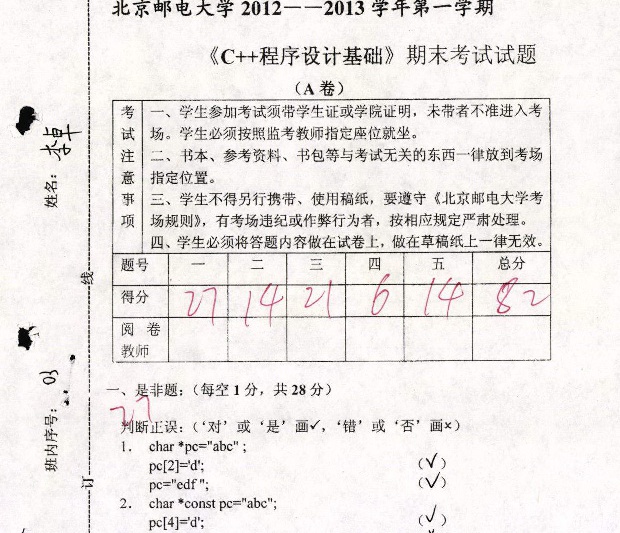 北京邮电大学 2012——2013 学年第一学期
《C++程序设计基础》期末考试试题
（A 卷）
考试注意事项
一、学生参加考试须带学生证或学院证明，未带者不准进入考
场。学生必须按照监考教师指定座位就坐。
二、书本、参考资料、书包等与考试无关的东西一律放到考场
指定位置。
三、学生不得另行携带、使用稿纸，要遵守《北京邮电大学考
场规则》，有考场违纪或作弊行为者，按相应规定严肃处理。
四、学生必须将答题内容做在试卷上，做在草稿纸上一律无效。
题号 一 二 三 四 五 总分
得分 27 14 21 6 14 82
阅 卷
教师
一、是非题：（每空 1 分，共 28 分）
27
判断正误：（‘对’或‘是’画✓，‘错’或‘否’画×）
1. char *pc="abc" ;
pc[2]='d'; （✓）
pc="edf "; （✓）
2. char *const pc="abc";
pc[4]='d'; （✓）
姓名：
班内序号：03
线
订